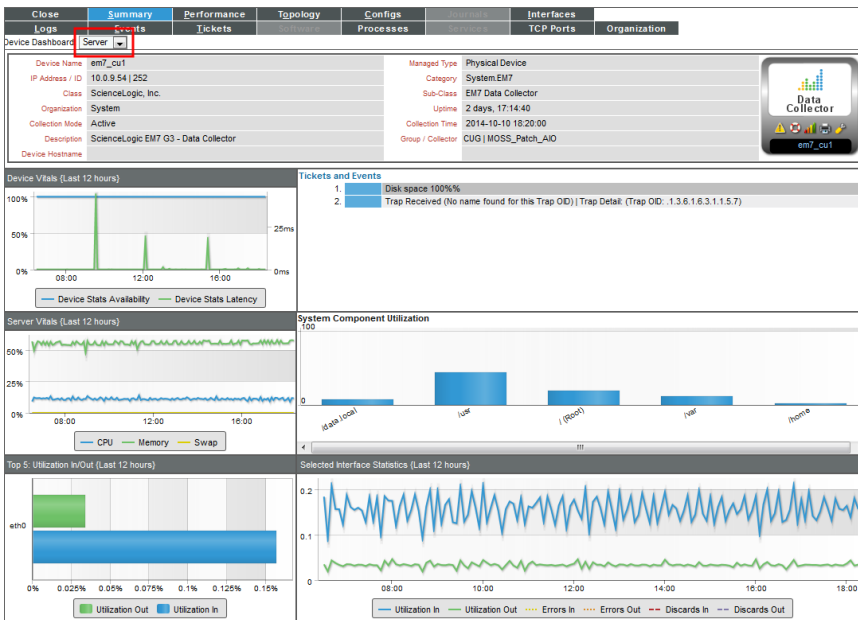 Close Summary Performance Topology Configs Journals Interfaces
Logs Events Tickets Software Processes Services TCP Ports Organization
Device Dashboard Server
Device Name em7_cu1 Managed Type Physical Device
IP Address / ID 10.0.9.54 | 252 Category System.EM7
Class ScienceLogic, Inc. Sub-Class EM7 Data Collector
Organization System Uptime 2 days, 17:14:40
Collection Mode Active Collection Time 2014-10-10 18:20:00
Description ScienceLogic EM7 G3 - Data Collector Group / Collector CUG | MOSS_Patch_AIO
Device Hostname
Data
Collector
em7_cu1
Device Vitals {Last 12 hours}
100%
50%
0%
25ms
0ms
08:00 12:00 16:00
Device Stats Availability Device Stats Latency
Tickets and Events
1. Disk space 100%%
2. Trap Received (No name found for this Trap OID) | Trap Detail: (Trap OID: .1.3.6.1.6.3.1.1.5.7)
Server Vitals {Last 12 hours}
50%
25%
0%
08:00 12:00 16:00
CPU Memory Swap
System Component Utilization
100
0
/data.local /usr / (Root) /var /home
Top 5: Utilization In/Out {Last 12 hours}
eth0
0% 0.025% 0.05% 0.075% 0.1% 0.125% 0.15%
Utilization Out Utilization In
Selected Interface Statistics {Last 12 hours}
0.2
0.1
0
08:00 10:00 12:00 14:00 16:00 18:00
Utilization In Utilization Out Errors In Errors Out Discards In Discards Out